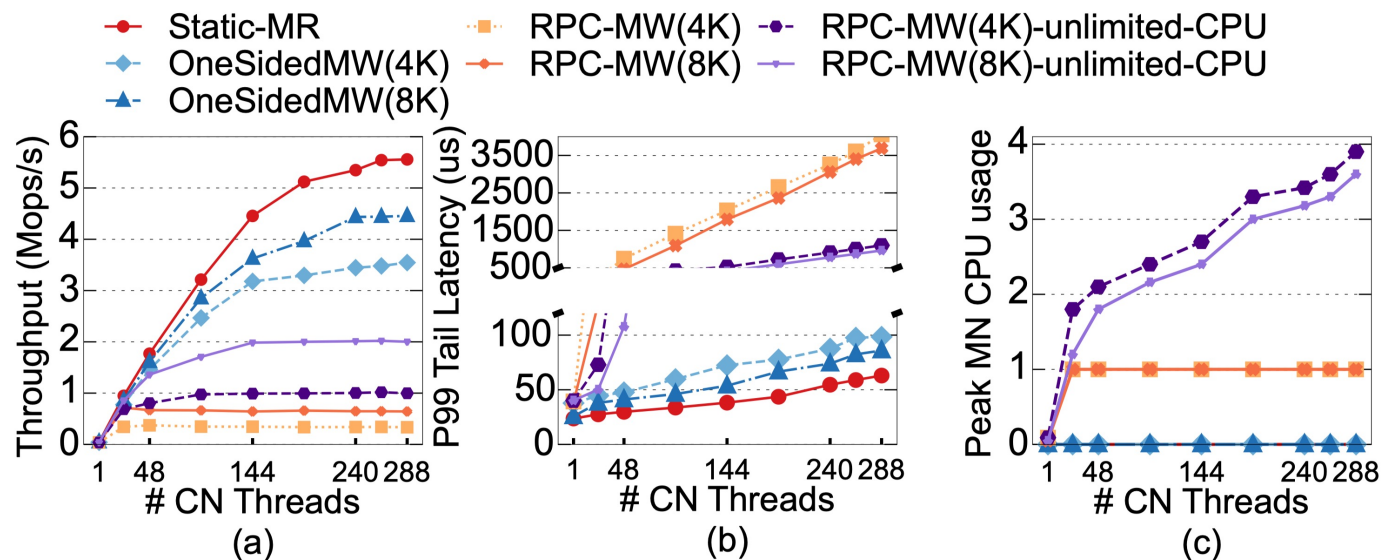 Static-MR
OneSidedMW(4K)
OneSidedMW(8K)
RPC-MW(4K)
RPC-MW(8K)
RPC-MW(4K)-unlimited-CPU
RPC-MW(8K)-unlimited-CPU
Throughput (Mops/s)
6
5
4
3
2
1
0
1 48 144 240 288
# CN Threads
(a)
P99 Tail Latency (us)
3500
2500
1500
500
100
50
0
1 48 144 240 288
# CN Threads
(b)
Peak MN CPU usage
4
3
2
1
0
1 48 144 240 288
# CN Threads
(c)